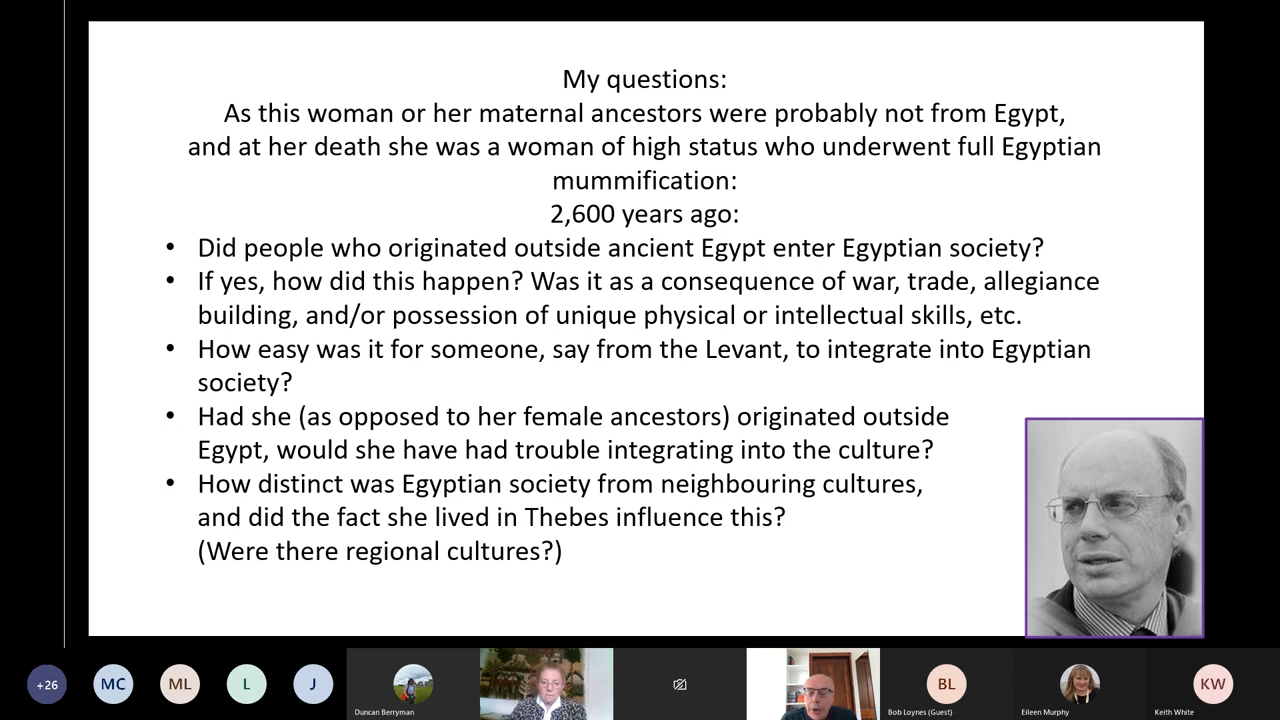 My questions:
As this woman or her maternal ancestors were probably not from Egypt,
and at her death she was a woman of high status who underwent full Egyptian
mummification:
2,600 years ago:
• Did people who originated outside ancient Egypt enter Egyptian society?
• If yes, how did this happen? Was it as a consequence of war, trade, allegiance
building, and/or possession of unique physical or intellectual skills, etc.
• How easy was it for someone, say from the Levant, to integrate into Egyptian
society?
• Had she (as opposed to her female ancestors) originated outside
Egypt, would she have had trouble integrating into the culture?
• How distinct was Egyptian society from neighbouring cultures,
and did the fact she lived in Thebes influence this?
(Were there regional cultures?)
+26
MC
ML
L
J
Duncan Berryman
BL
Bob Loynes (Guest)
Eileen Murphy
KW
Keith White